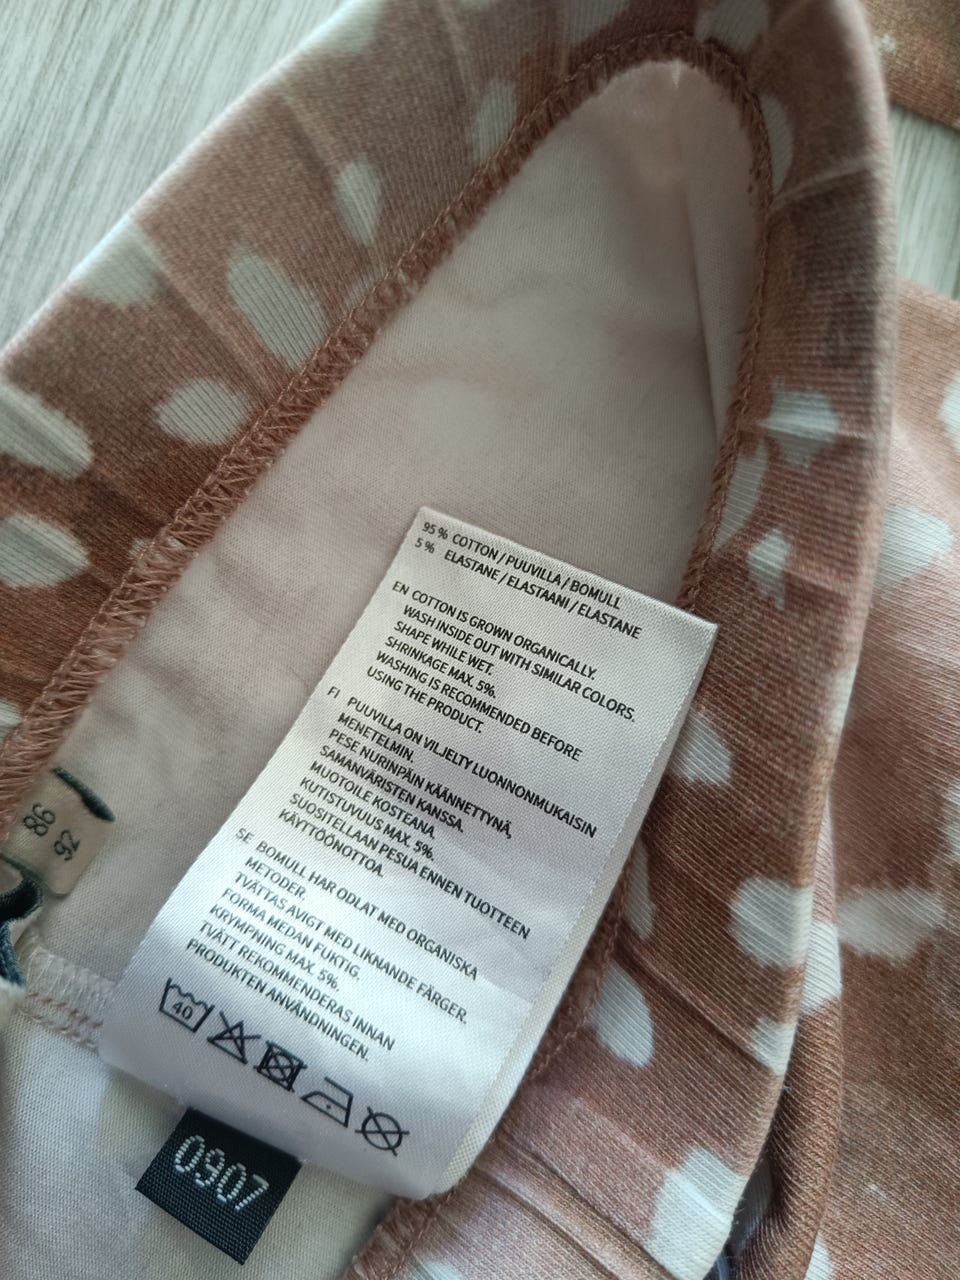 95 % COTTON / PUUVILLA / BOMULL
5 % ELASTANE / ELASTAANI / ELASTANE
EN COTTON IS GROWN ORGANICALLY.
WASH INSIDE OUT WITH SIMILAR COLORS.
SHAPE WHILE WET.
SHRINKAGE MAX. 5%.
WASHING IS RECOMMENDED BEFORE
USING THE PRODUCT.
FI PUUVILLA ON VILJELTY LUONNONMUKAISIN
MENETELMIN.
PESE NURINPÄIN KÄÄNNETTYNÄ,
SAMANVÄRISTEN KANSSA.
MUOTOILE KOSTEANA.
KUTISTUVUUS MAX. 5%.
SUOSITELLAAN PESUA ENNEN TUOTTEEN
KÄYTTÖÖNOTTOA.
SE BOMULL HAR ODLAT MED ORGANISKA
METODER.
TVÄTTAS AVIGT MED LIKNANDE FÄRGER.
FORMA MEDAN FUKTIG.
KRYMPNING MAX. 5%.
TVÄTT REKOMMENDERAS INNAN
PRODUKTEN ANVÄNDNINGEN.
40
0907
86
92